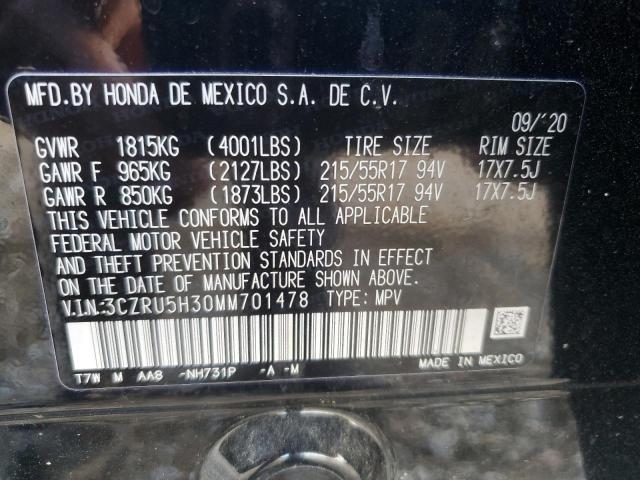 MFD.BY HONDA DE MEXICO S.A. DE C.V.
09/'20
GVWR 1815KG (4001LBS) TIRE SIZE RIM SIZE
GAWR F 965KG (2127LBS) 215/55R17 94V 17X7.5J
GAWR R 850KG (1873LBS) 215/55R17 94V 17X7.5J
THIS VEHICLE CONFORMS TO ALL APPLICABLE
FEDERAL MOTOR VEHICLE SAFETY
AND THEFT PREVENTION STANDARDS IN EFFECT
ON THE DATE OF MANUFACTURE SHOWN ABOVE.
V.I.N:3CZRU5H30MM701478 TYPE: MPV
MADE IN MEXICO
T7W M AA8 -NH731P -A -M